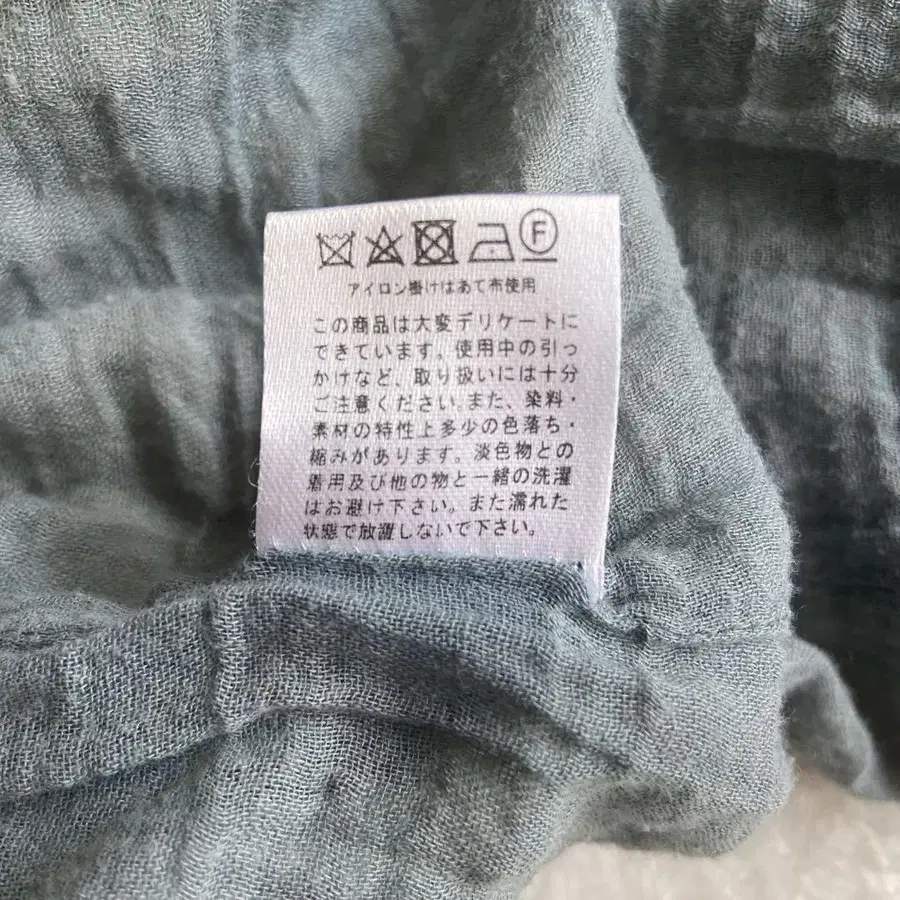 F
アイロン掛けはあて布使用
この商品は大変デリケートに
できています。使用中の引っ
かけなど、取り扱いには十分
ご注意ください。また、染料・
素材の特性上多少の色落ち・
縮みがあります。淡色物との
着用及び他の物と一緒の洗濯
はお避け下さい。また濡れた
状態で放置しないで下さい。